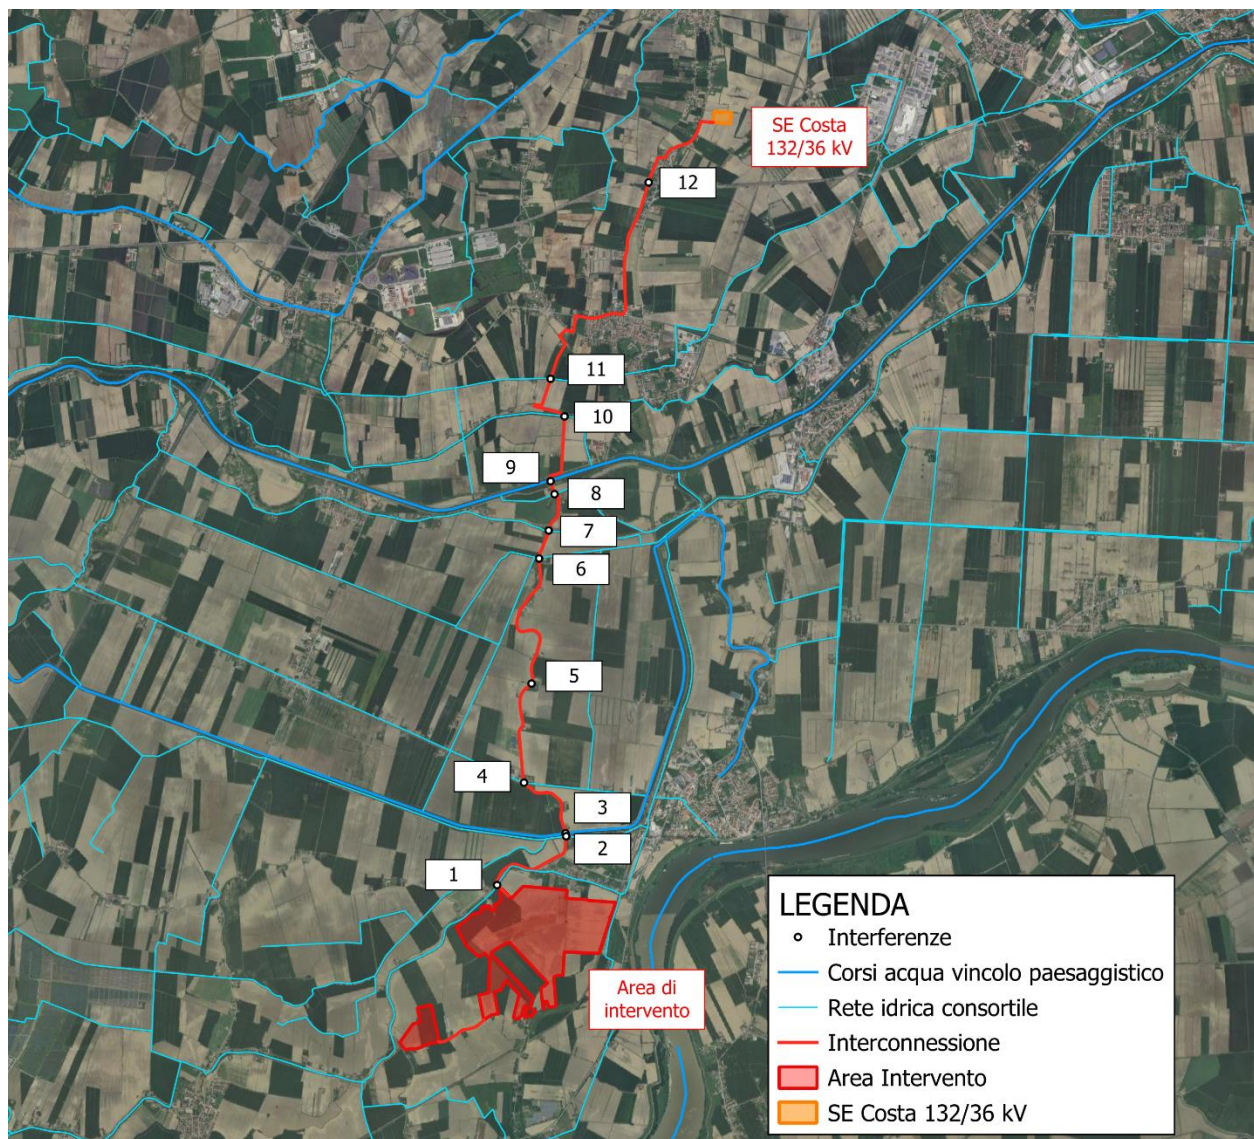 SE Costa
132/36 kV
12
11
10
9
8
7
6
5
4
3
2
1
Area di
intervento
LEGENDA
Interferenze
Corsi acqua vincolo paesaggistico
Rete idrica consortile
Interconnessione
Area Intervento
SE Costa 132/36 kV